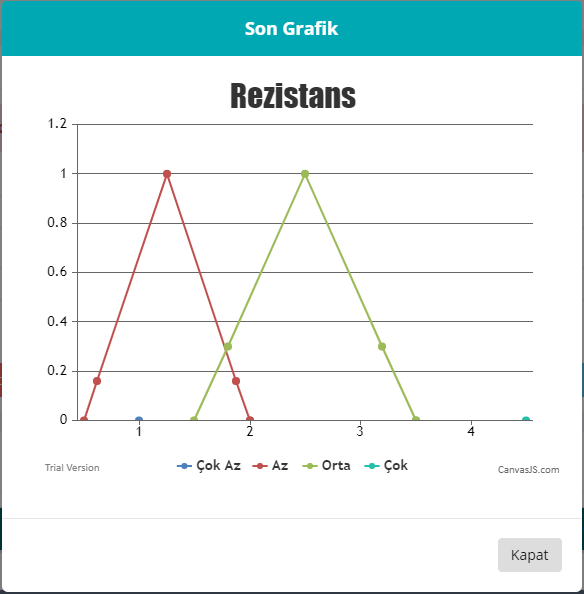 Son Grafik
Rezistans
1.2
1
0.8
0.6
0.4
0.2
0
1 2 3 4
Çok Az Az Orta Çok
Trial Version CanvasJS.com
Kapat